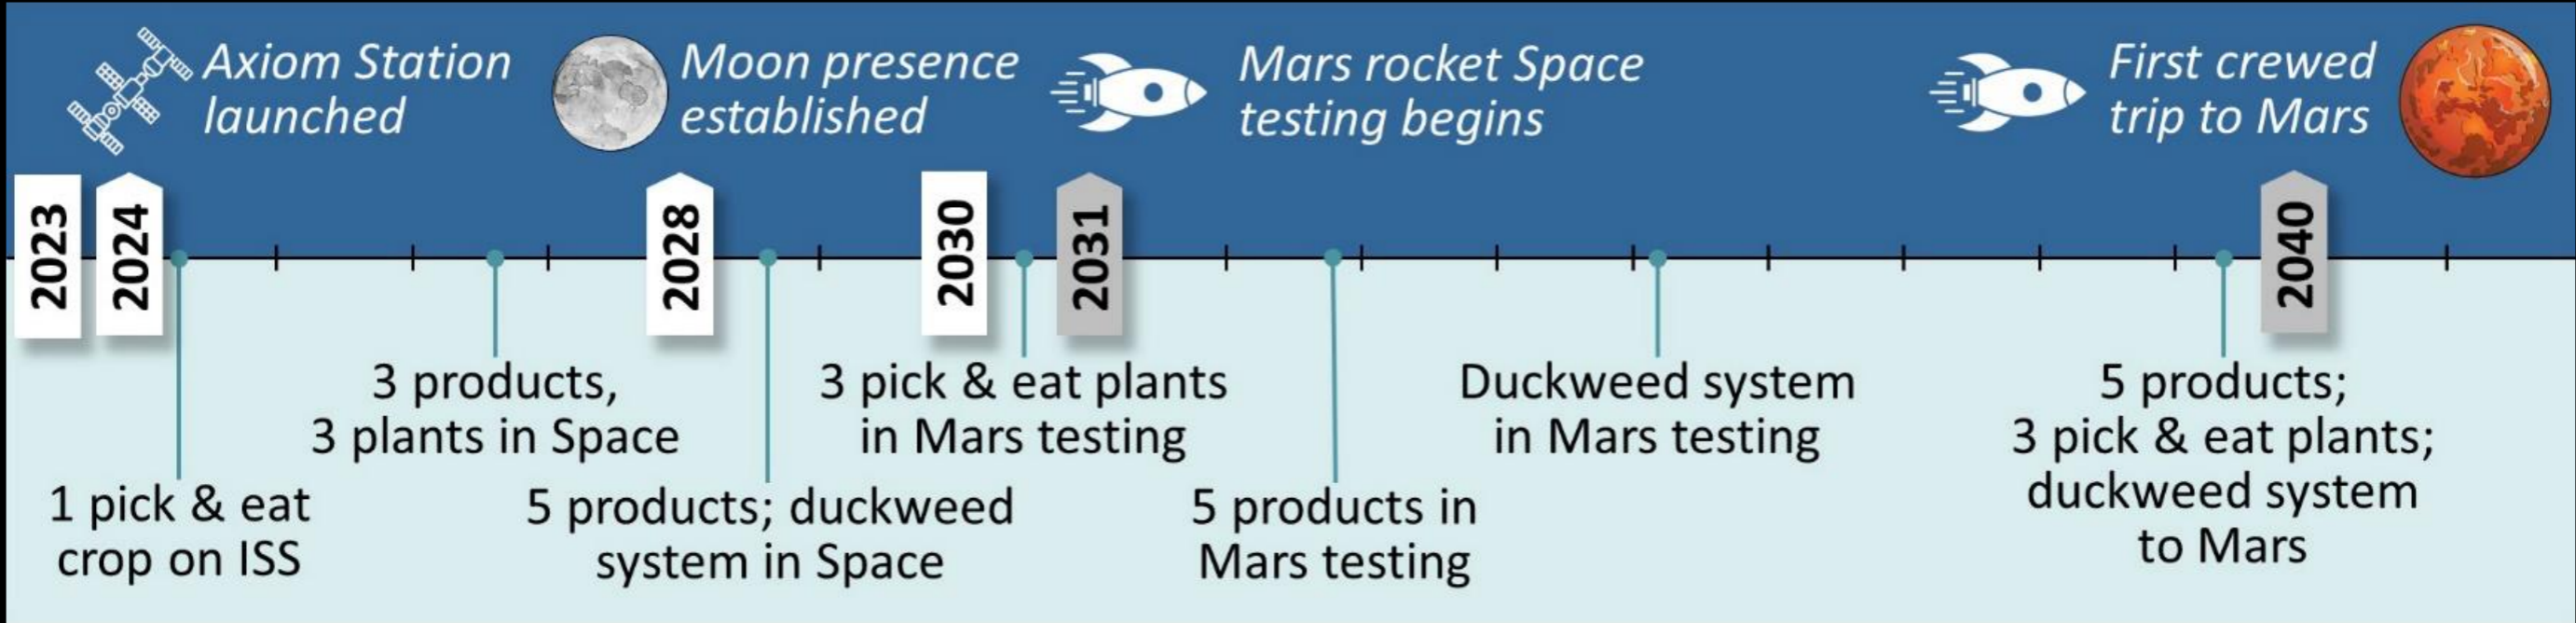 Axiom Station
launched
Moon presence
established
Mars rocket Space
testing begins
First crewed
trip to Mars
2023
2024
2028
2030
2031
2040
1 pick & eat
crop on ISS
3 products,
3 plants in Space
5 products; duckweed
system in Space
3 pick & eat plants
in Mars testing
5 products in
Mars testing
Duckweed system
in Mars testing
5 products;
3 pick & eat plants;
duckweed system
to Mars